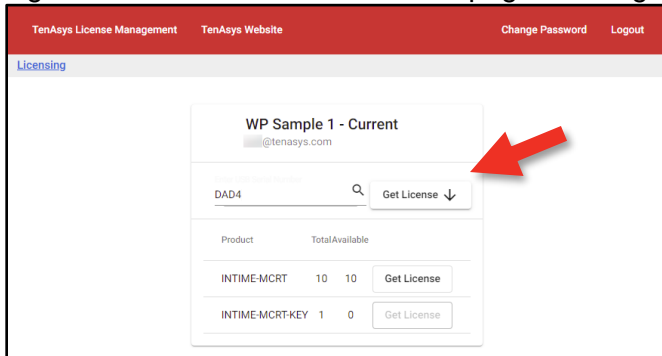 TenAsys License Management TenAsys Website Change Password Logout
Licensing
WP Sample 1 - Current
@tenasys.com
DAD4 Get License
Product Total Available
INTIME-MCRT 10 10 Get License
INTIME-MCRT-KEY 1 0 Get License